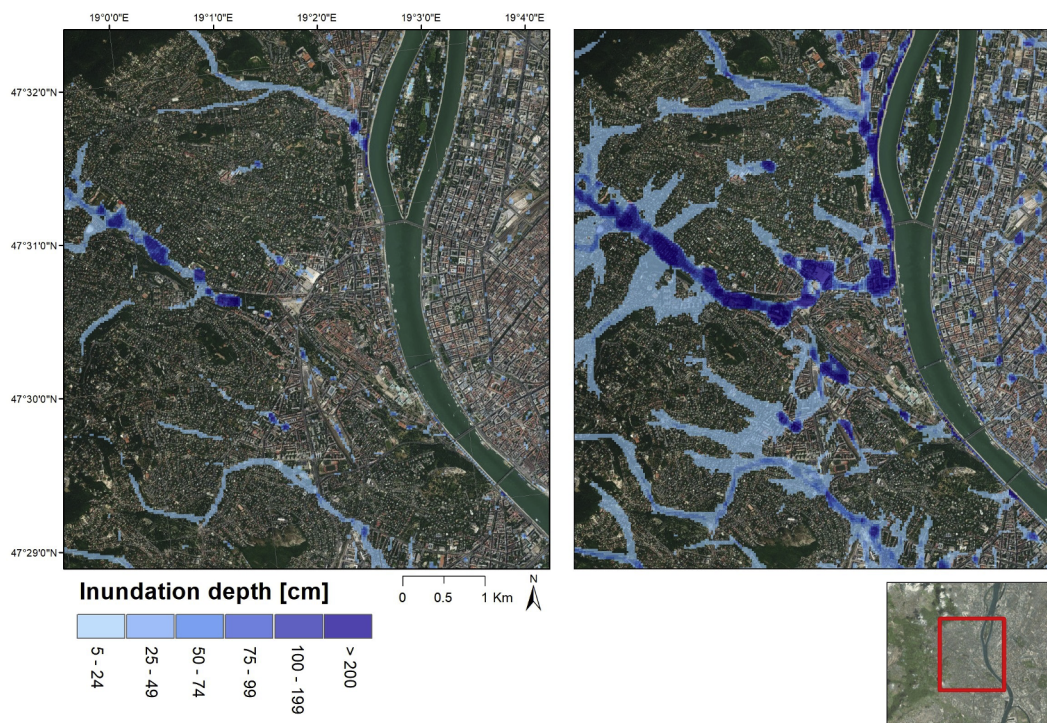 19°0'0"E 19°1'0"E 19°2'0"E 19°3'0"E 19°4'0"E
47°32'0"N
47°31'0"N
47°30'0"N
47°29'0"N
Inundation depth [cm]
5 - 24
25 - 49
50 - 74
75 - 99
100 - 199
> 200
0 0.5 1 Km
N